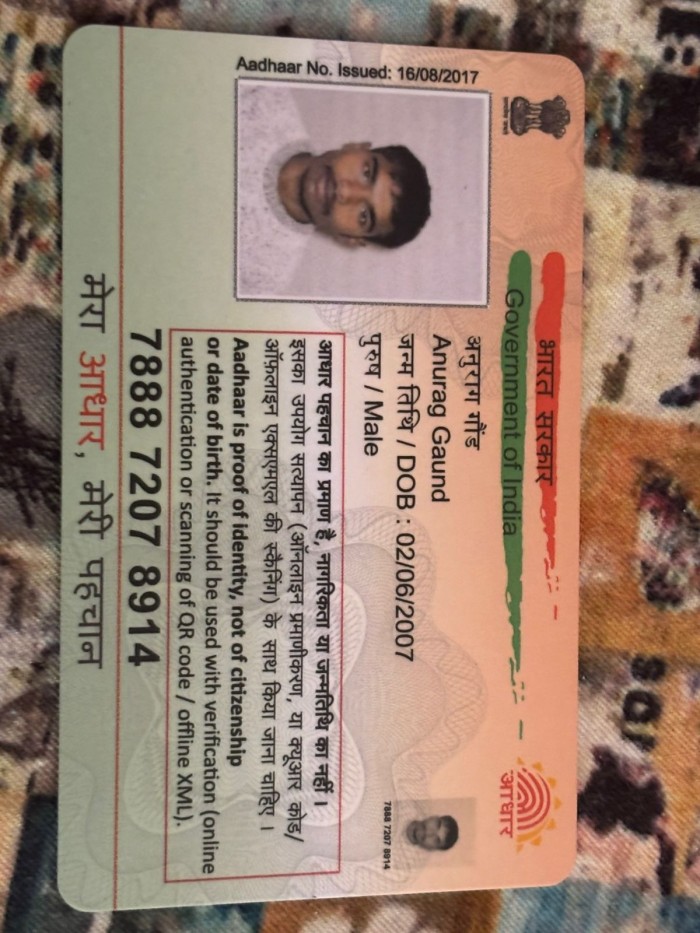 भारत सरकार
Government of India
आधार
Aadhaar No. Issued: 16/08/2017
अनुराग गौंड
Anurag Gaund
जन्म तिथि / DOB : 02/06/2007
पुरुष / Male
7888 7207 8914
आधार पहचान का प्रमाण है, नागरिकता या जन्मतिथि का नहीं ।
इसका उपयोग सत्यापन (ऑनलाइन प्रमाणीकरण, या क्यूआर कोड/
ऑफ़लाइन एक्सएमएल की स्कैनिंग) के साथ किया जाना चाहिए ।
Aadhaar is proof of identity, not of citizenship
or date of birth. It should be used with verification (online
authentication or scanning of QR code / offline XML).
7888 7207 8914
मेरा आधार, मेरी पहचान